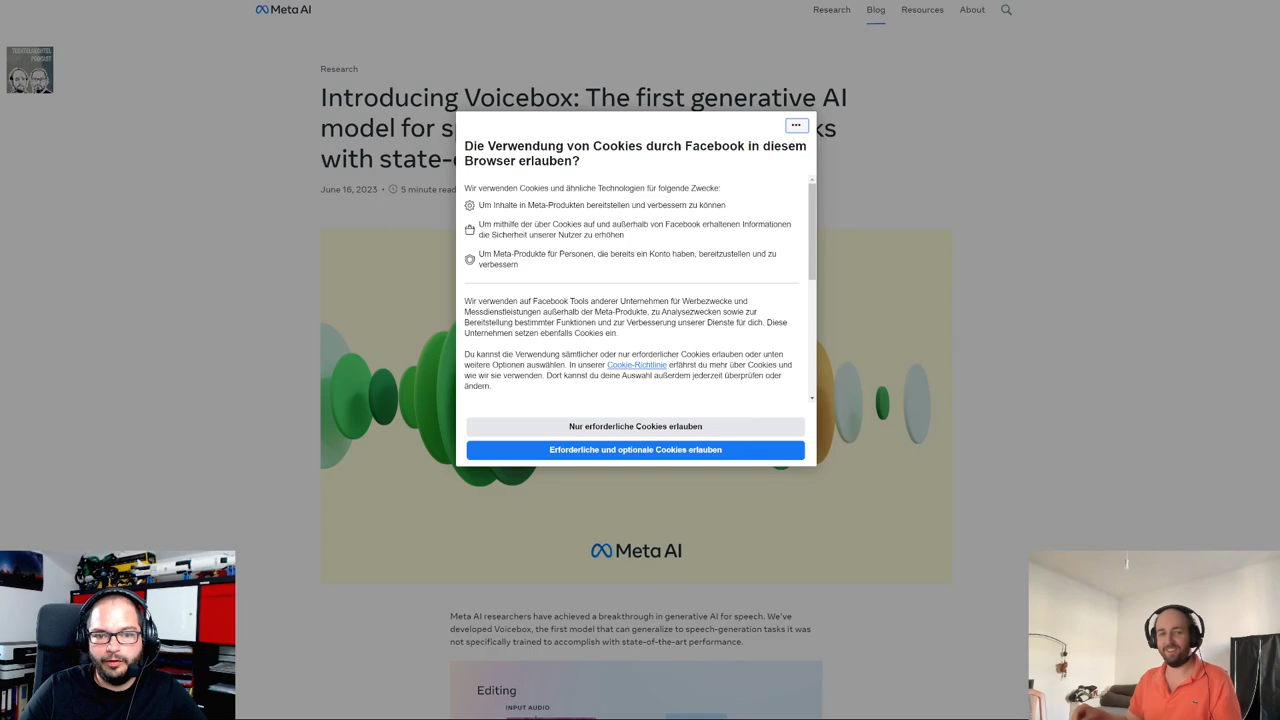 Meta AI
Research
Blog
Resources
About
Research
Introducing Voicebox: The first generative AI
model for s
ks
with state-o
June 16, 2023 • 5 minute read
•••
Die Verwendung von Cookies durch Facebook in diesem
Browser erlauben?
Wir verwenden Cookies und ähnliche Technologien für folgende Zwecke:
Um Inhalte in Meta-Produkten bereitstellen und verbessern zu können
Um mithilfe der über Cookies auf und außerhalb von Facebook erhaltenen Informationen
die Sicherheit unserer Nutzer zu erhöhen
Um Meta-Produkte für Personen, die bereits ein Konto haben, bereitzustellen und zu
verbessern
Wir verwenden auf Facebook Tools anderer Unternehmen für Werbezwecke und
Messdienstleistungen außerhalb der Meta-Produkte, zu Analysezwecken sowie zur
Bereitstellung bestimmter Funktionen und zur Verbesserung unserer Dienste für dich. Diese
Unternehmen setzen ebenfalls Cookies ein.
Du kannst die Verwendung sämtlicher oder nur erforderlicher Cookies erlauben oder unten
weitere Optionen auswählen. In unserer Cookie-Richtlinie erfährst du mehr über Cookies und
wie wir sie verwenden. Dort kannst du deine Auswahl außerdem jederzeit überprüfen oder
ändern.
Nur erforderliche Cookies erlauben
Erforderliche und optionale Cookies erlauben
Meta AI
Meta AI researchers have achieved a breakthrough in generative AI for speech. We've
developed Voicebox, the first model that can generalize to speech-generation tasks it was
not specifically trained to accomplish with state-of-the-art performance.
Editing
INPUT AUDIO